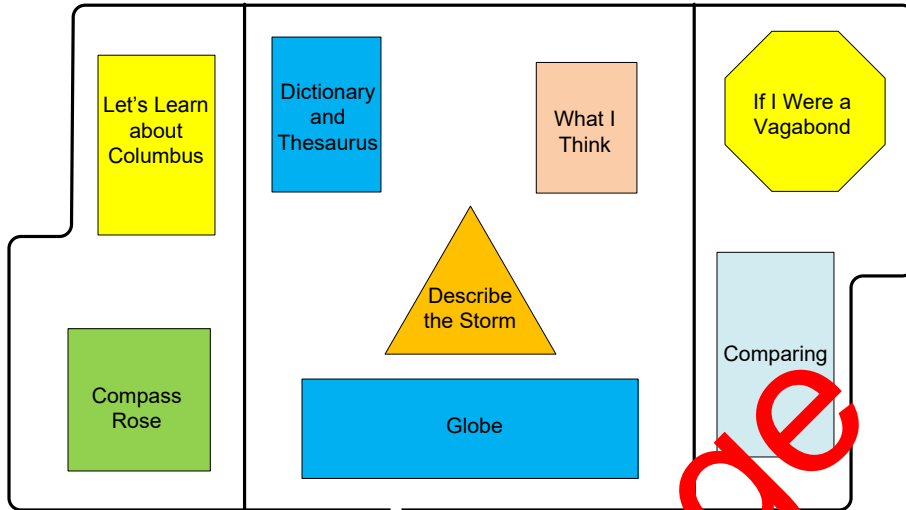 Let's Learn
about
Columbus
Dictionary
and
Thesaurus
What I
Think
If I Were a
Vagabond
Describe
the Storm
Comparing
Compass
Rose
Globe